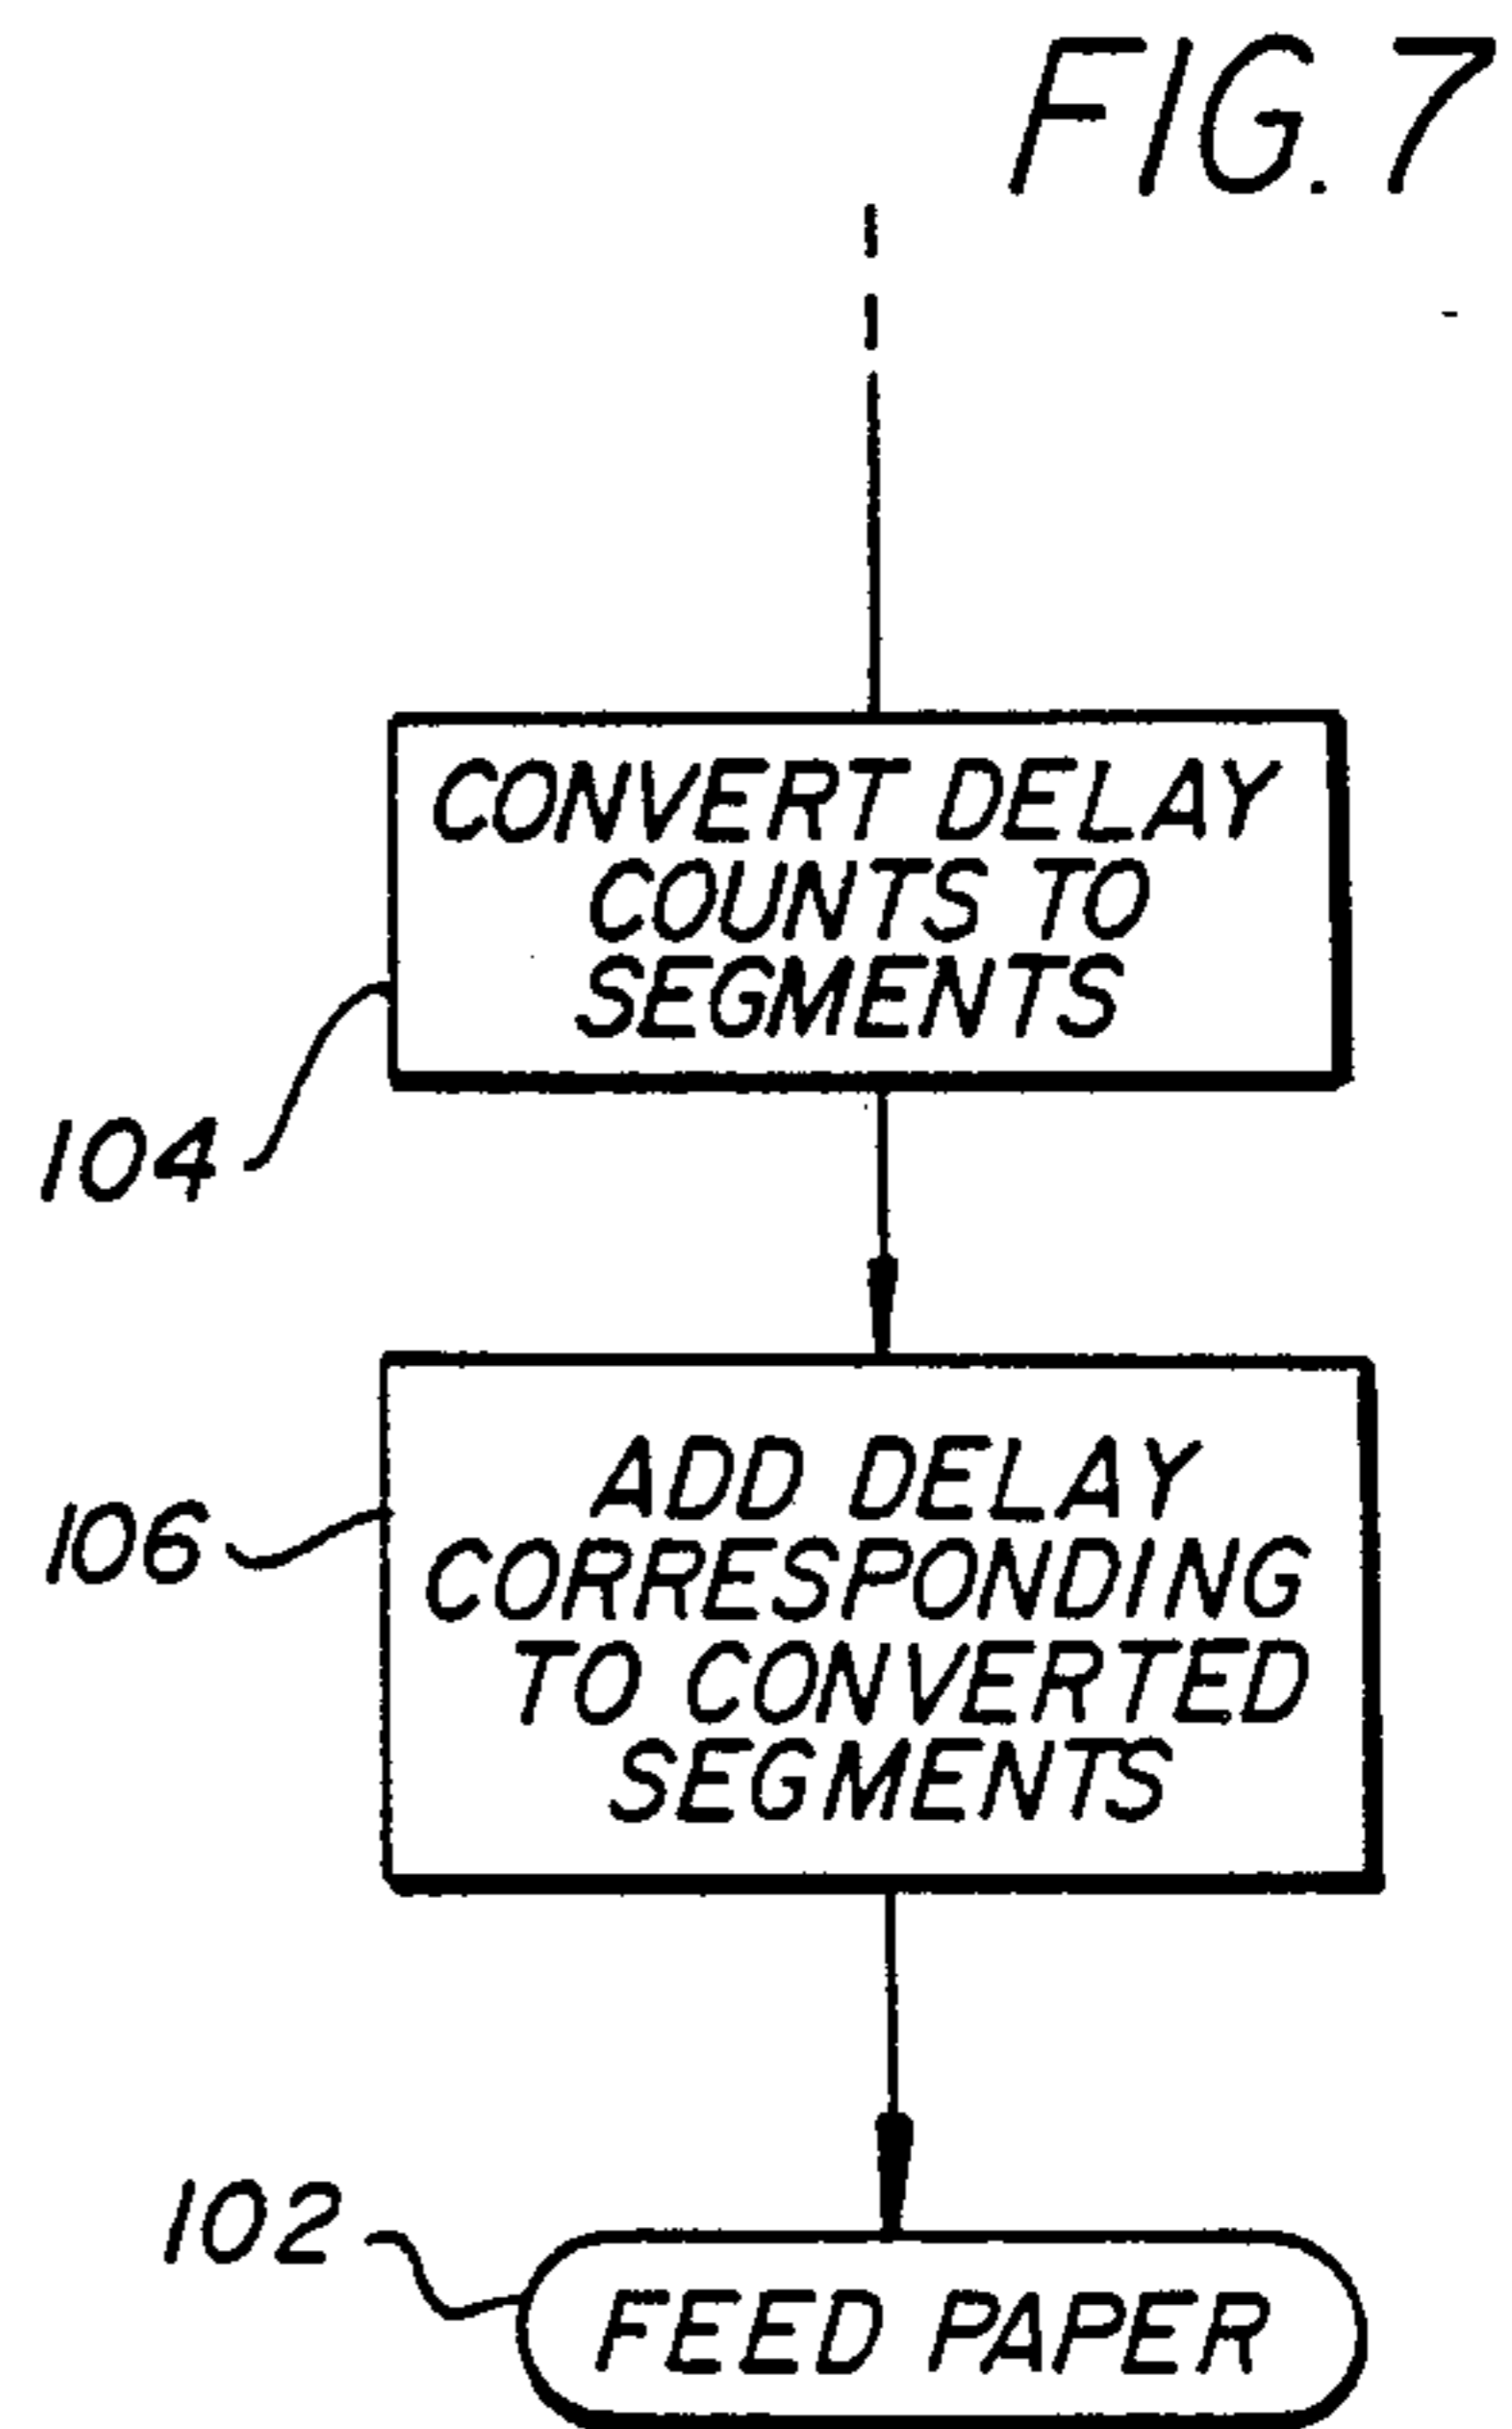 FIG. 7
CONVERT DELAY
COUNTS TO
SEGMENTS
104
ADD DELAY
CORRESPONDING
TO CONVERTED
SEGMENTS
106
102
FEED PAPER